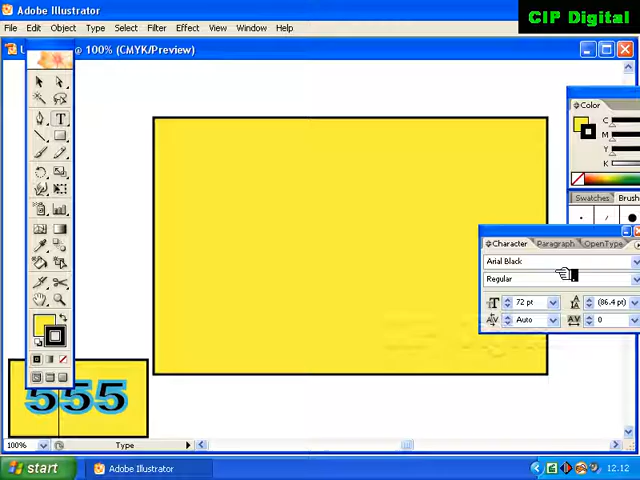 Adobe Illustrator
CIP Digital
File Edit Object Type Select Filter Effect View Window Help
@ 100% (CMYK/Preview)
Color
C
M
Y
K
Swatches Brush
Character Paragraph OpenType
Arial Black
Regular
72 pt (86.4 pt)
Auto 0
555
100% Type
start Adobe Illustrator 12.12